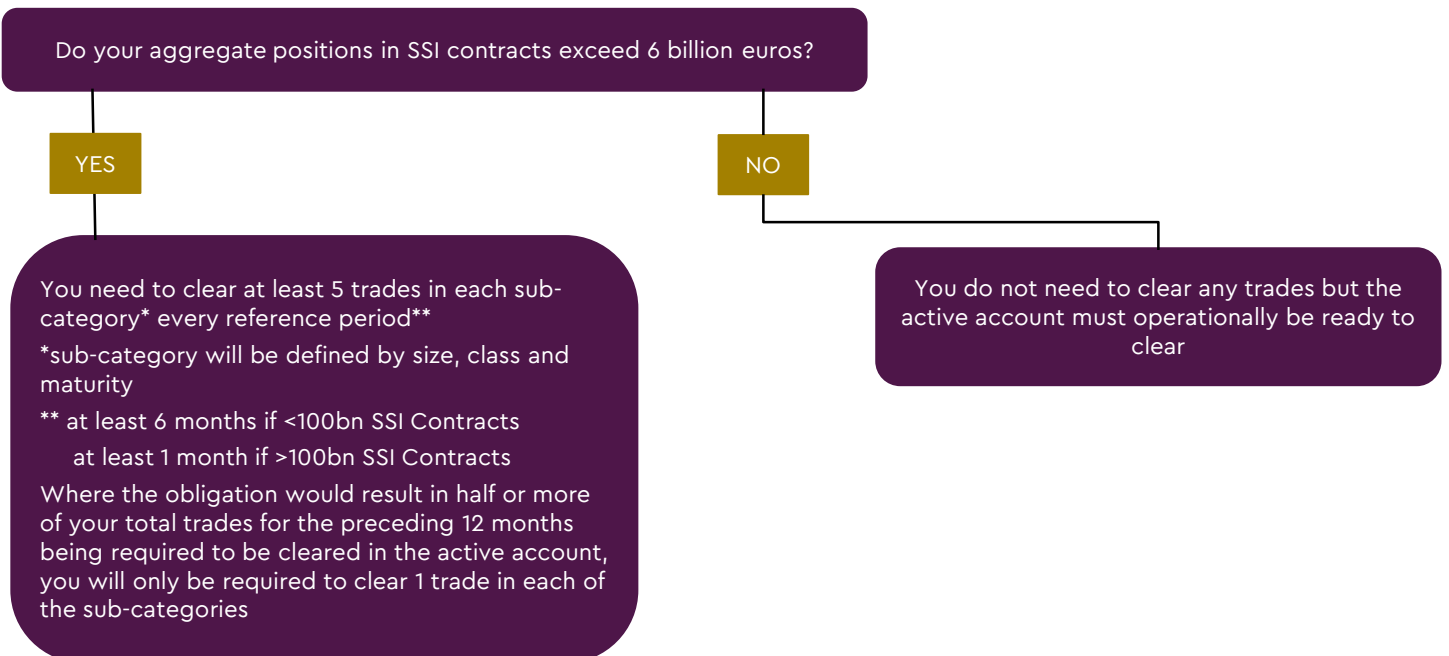 Do your aggregate positions in SSI contracts exceed 6 billion euros?
YES
NO
You need to clear at least 5 trades in each sub-
category* every reference period**
*sub-category will be defined by size, class and
maturity
** at least 6 months if <100bn SSI Contracts
at least 1 month if >100bn SSI Contracts
Where the obligation would result in half or more
of your total trades for the preceding 12 months
being required to be cleared in the active account,
you will only be required to clear 1 trade in each of
the sub-categories
You do not need to clear any trades but the
active account must operationally be ready to
clear